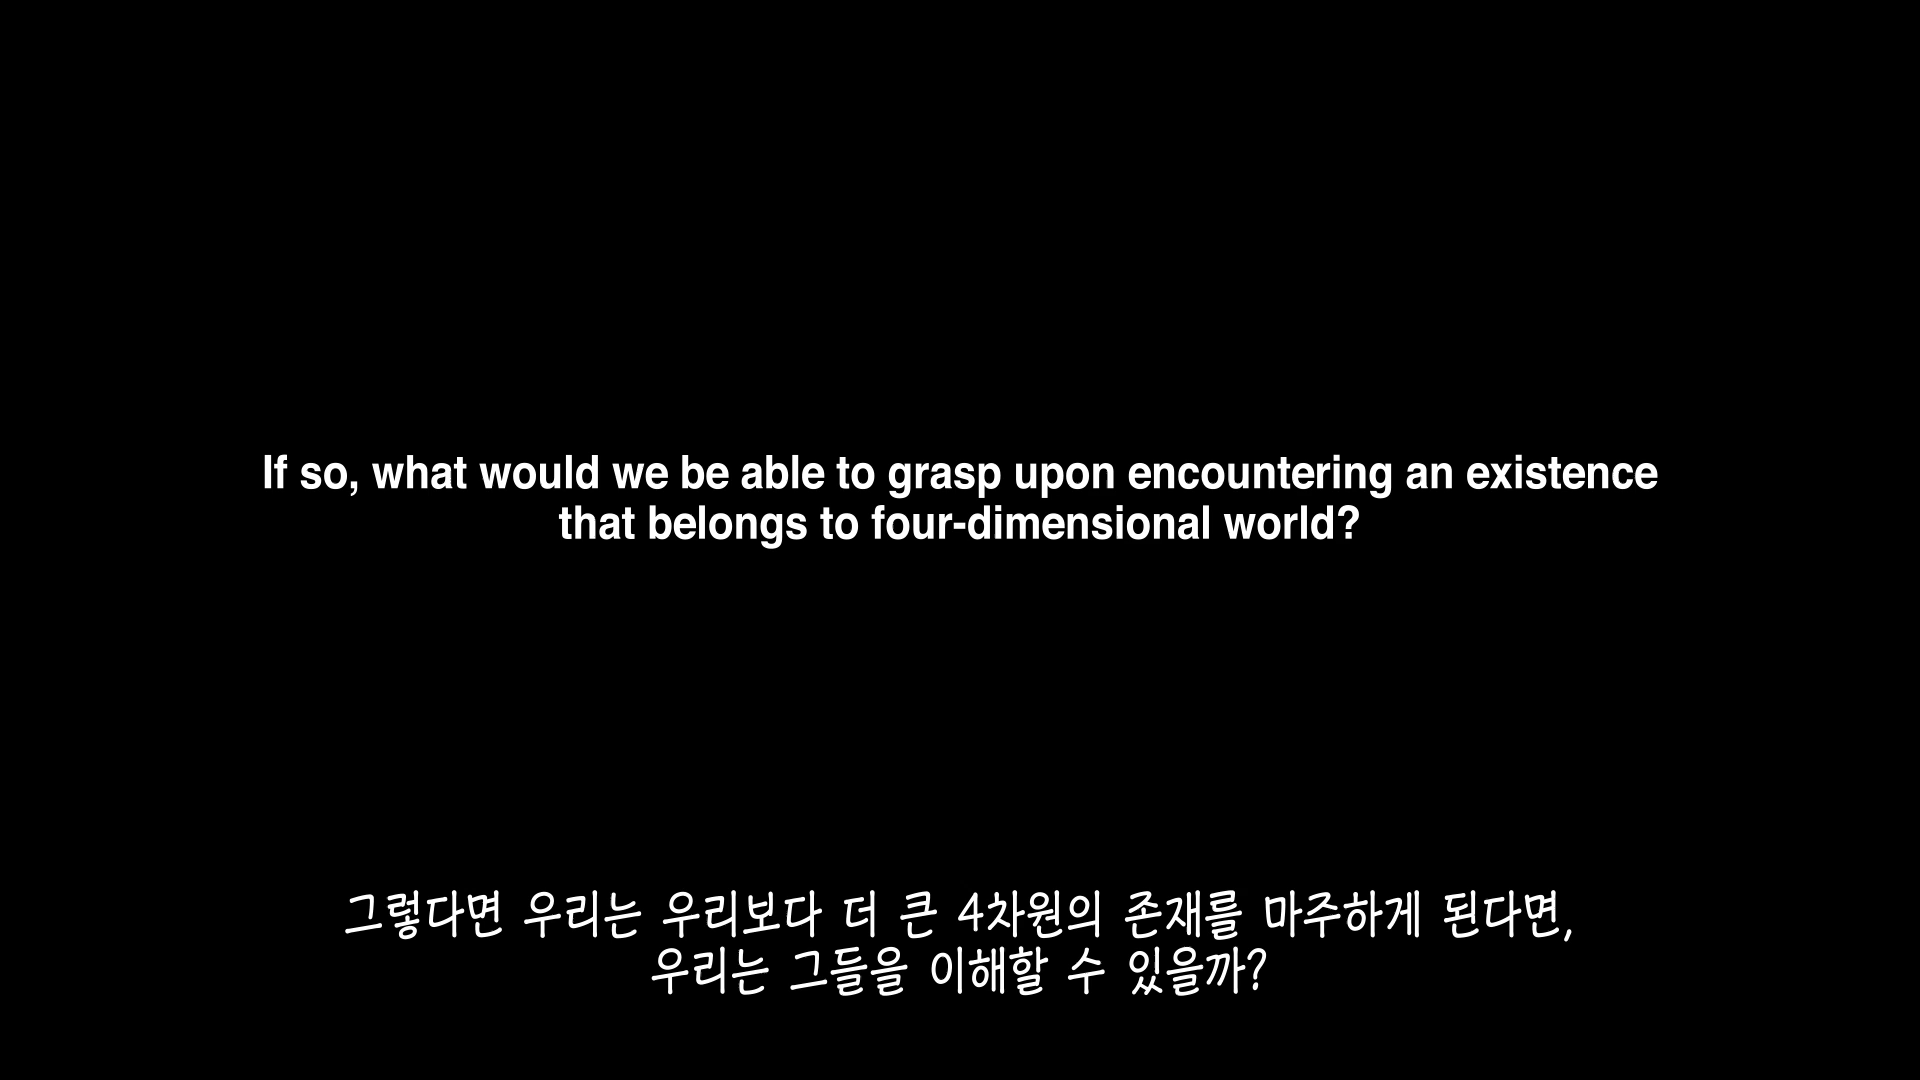 If so, what would we be able to grasp upon encountering an existence
that belongs to four-dimensional world?
그렇다면 우리는 우리보다 더 큰 4차원의 존재를 마주하게 된다면,
우리는 그들을 이해할 수 있을까?